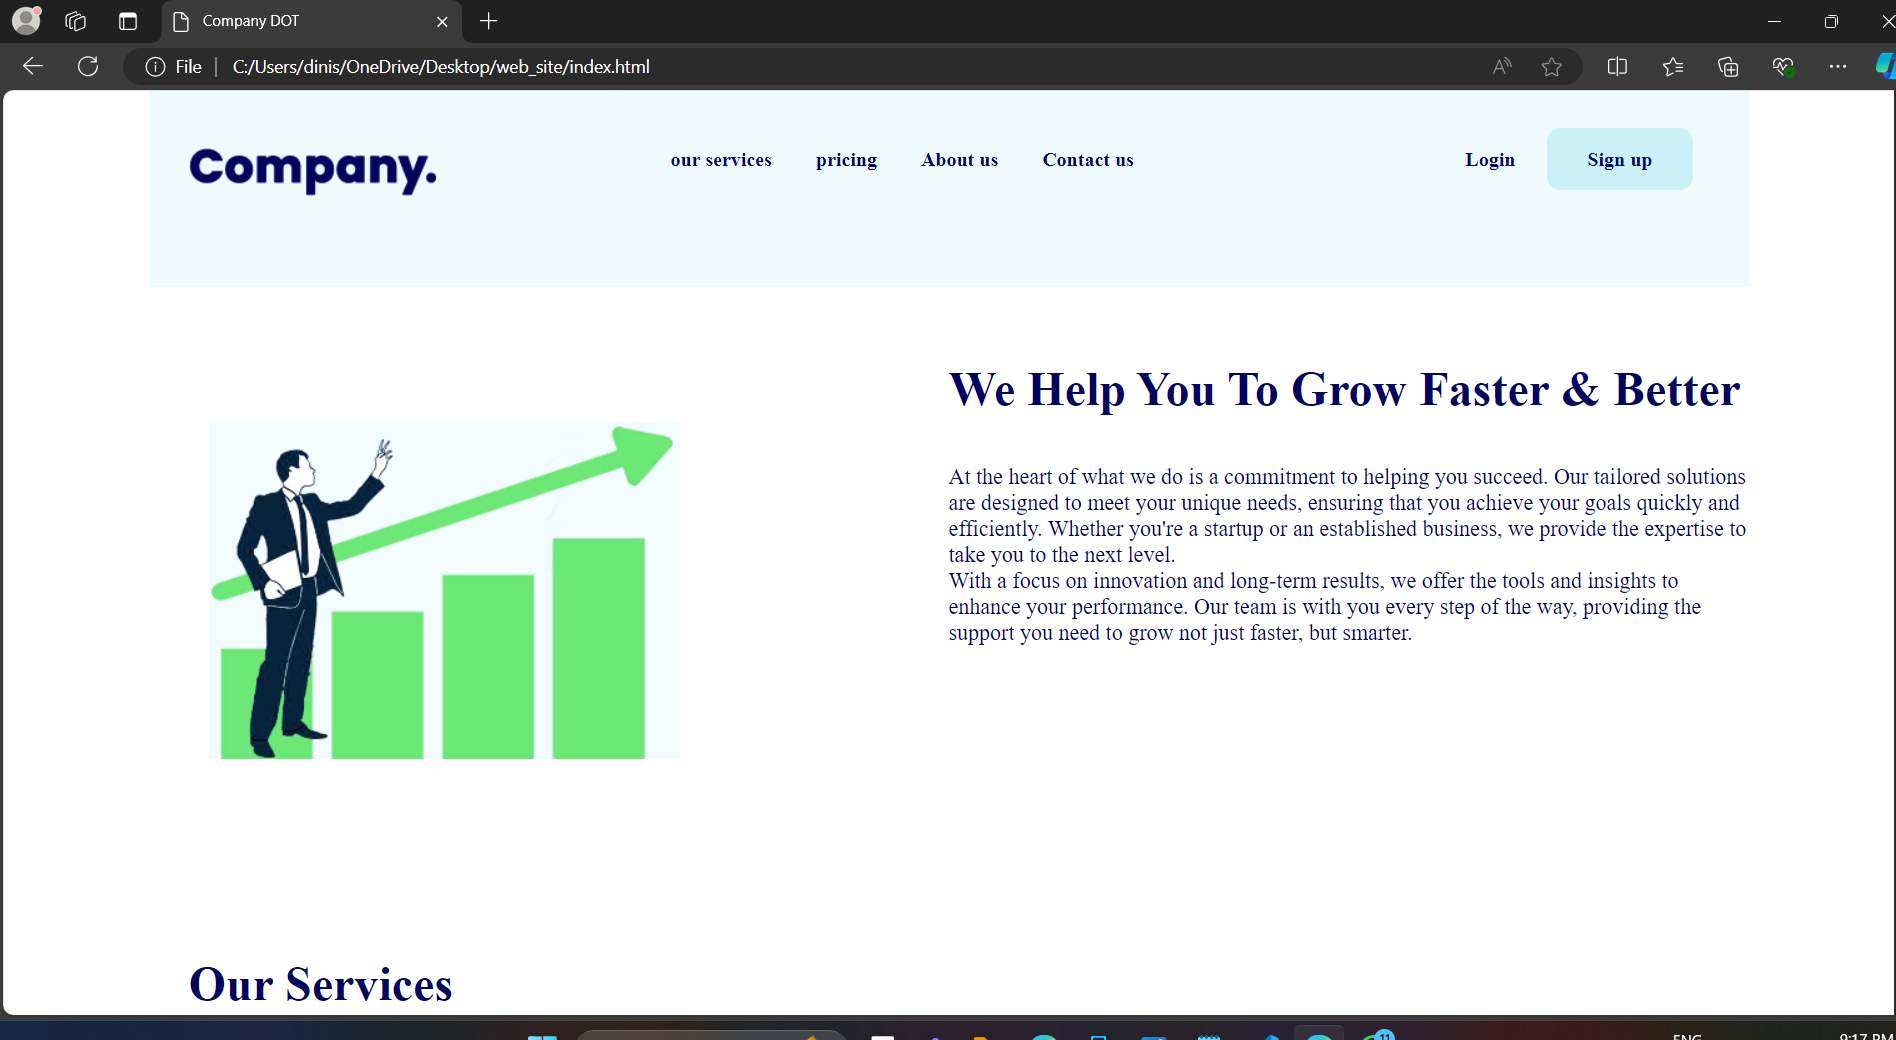 Company DOT
File
C:/Users/dinis/OneDrive/Desktop/web_site/index.html
Company.
our services
pricing
About us
Contact us
Login
Sign up
We Help You To Grow Faster & Better
At the heart of what we do is a commitment to helping you succeed. Our tailored solutions
are designed to meet your unique needs, ensuring that you achieve your goals quickly and
efficiently. Whether you're a startup or an established business, we provide the expertise to
take you to the next level.
With a focus on innovation and long-term results, we offer the tools and insights to
enhance your performance. Our team is with you every step of the way, providing the
support you need to grow not just faster, but smarter.
Our Services
11
ENG
9:17 PM